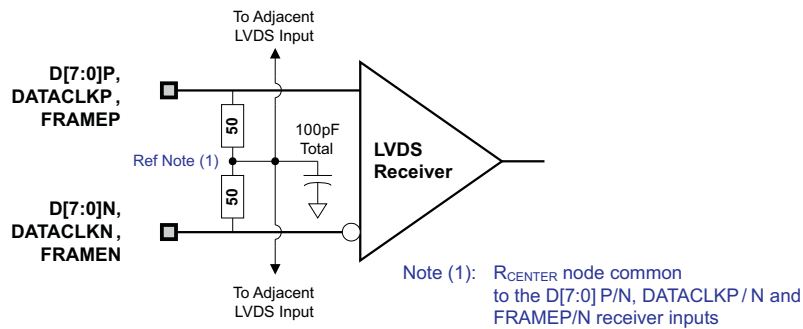 To Adjacent
LVDS Input
D[7:0]P,
DATACLKP,
FRAMEP
50
100pF
Total
Ref Note (1)
LVDS
Receiver
50
D[7:0]N,
DATACLKN,
FRAMEN
To Adjacent
LVDS Input
Note (1): RCENTER node common
to the D[7:0] P/N, DATACLKP/N and
FRAMEP/N receiver inputs